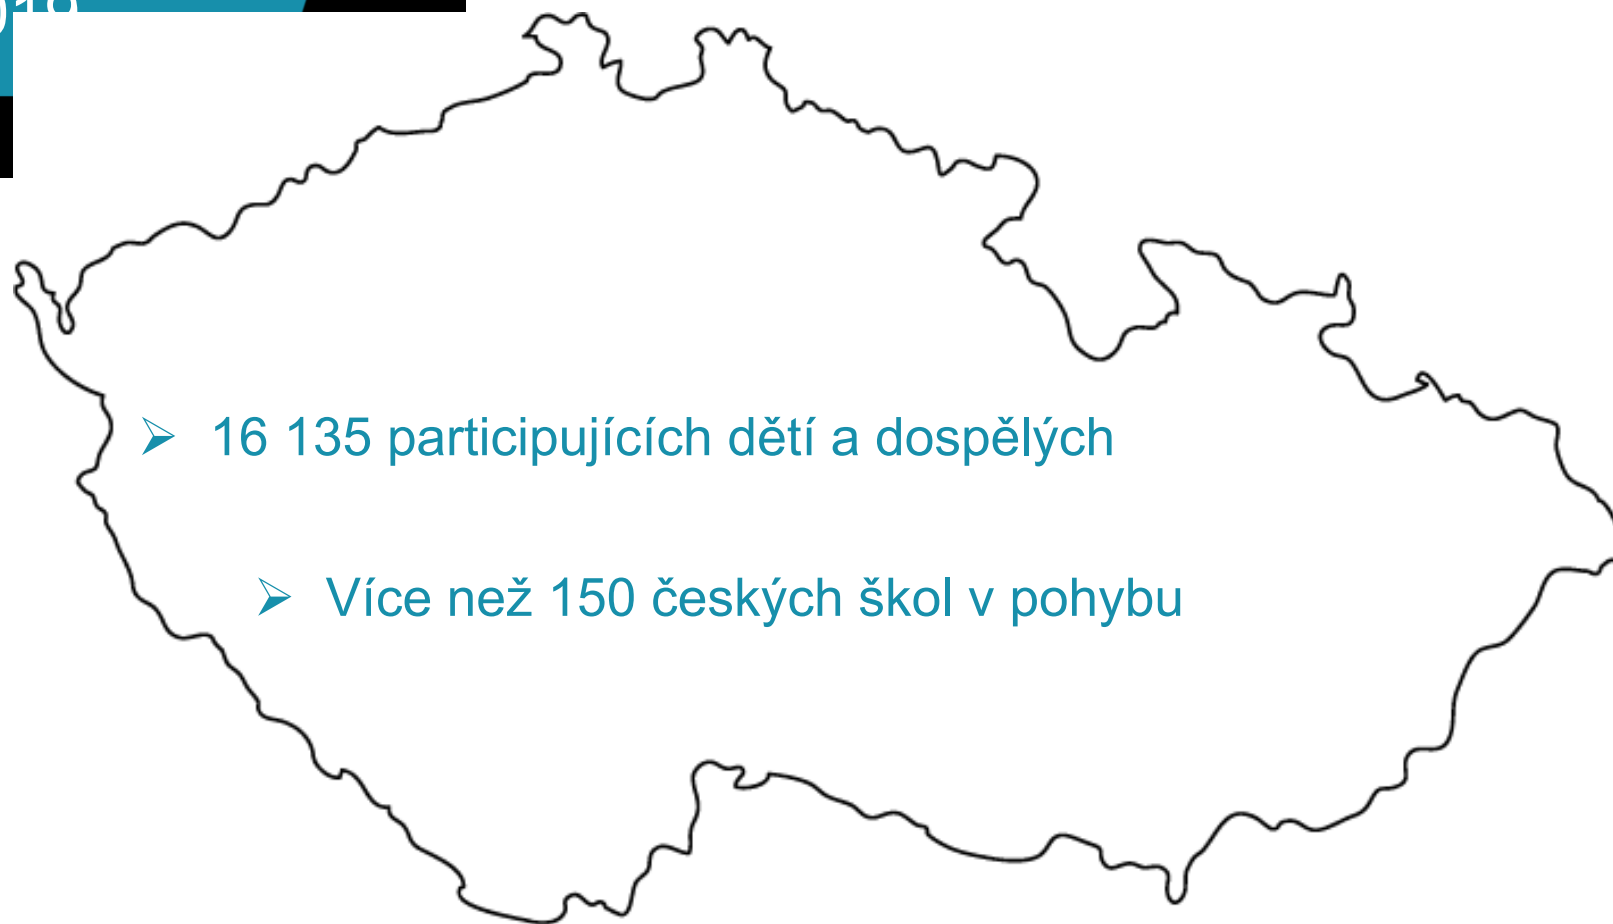 ➢ 16 135 participujících dětí a dospělých
➢ Více než 150 českých škol v pohybu